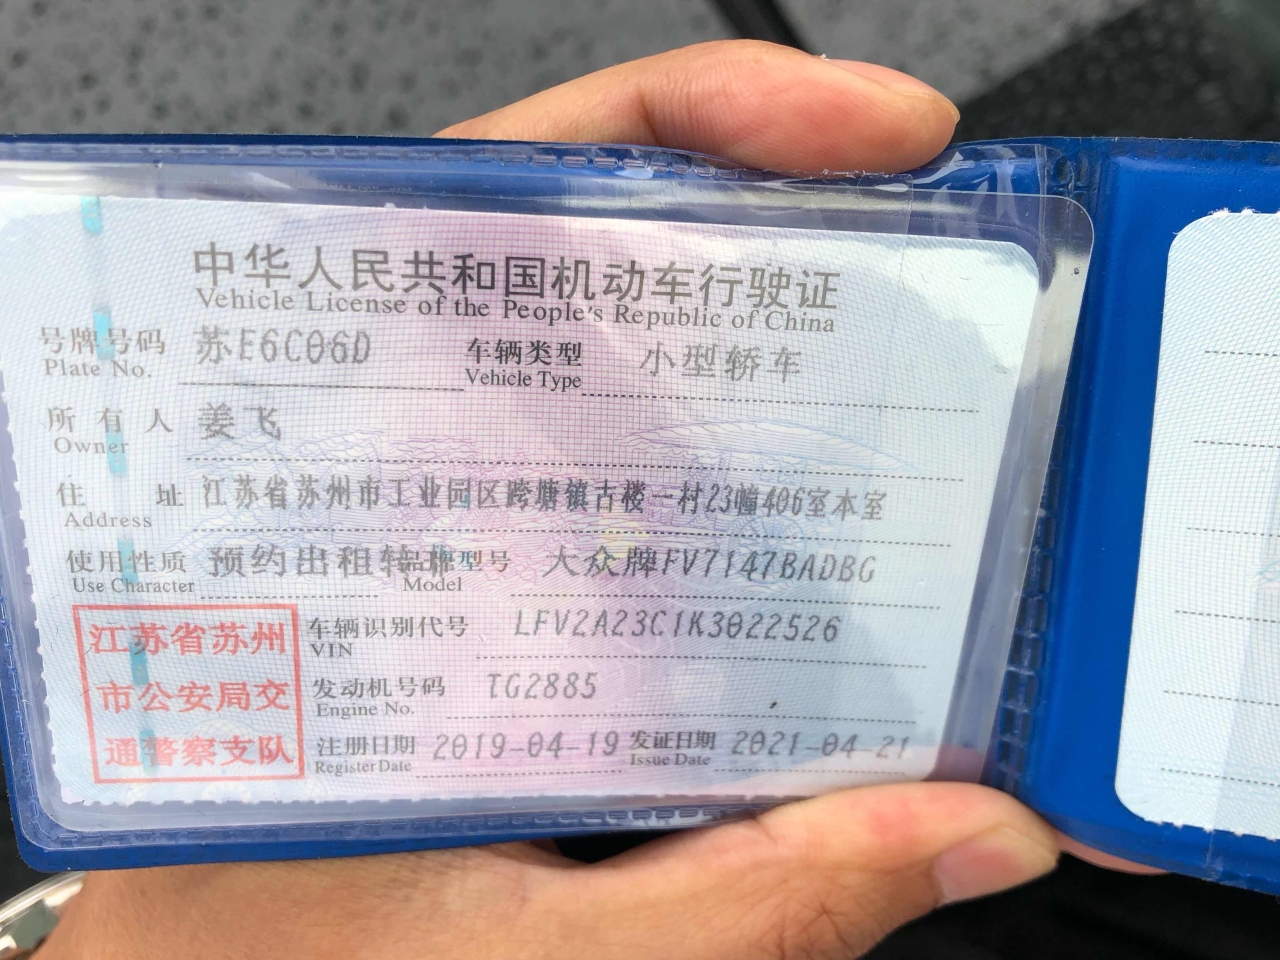 中华人民共和国机动车行驶证
Vehicle License of the People's Republic of China
号牌号码 苏E6C06D 车辆类型 小型轿车
Plate No. Vehicle Type
所有人 姜飞
Owner
住址 江苏省苏州市工业园区跨塘镇古楼一村23幢406室本室
Address
使用性质 预约出租转 品牌型号 大众牌FV7147BADBG
Use Character Model
江苏省苏州
市公安局交
通警察支队
车辆识别代号 LFV2A23C1K3022526
VIN
发动机号码 TG2885
Engine No.
注册日期 2019-04-19 发证日期 2021-04-21
Register Date Issue Date